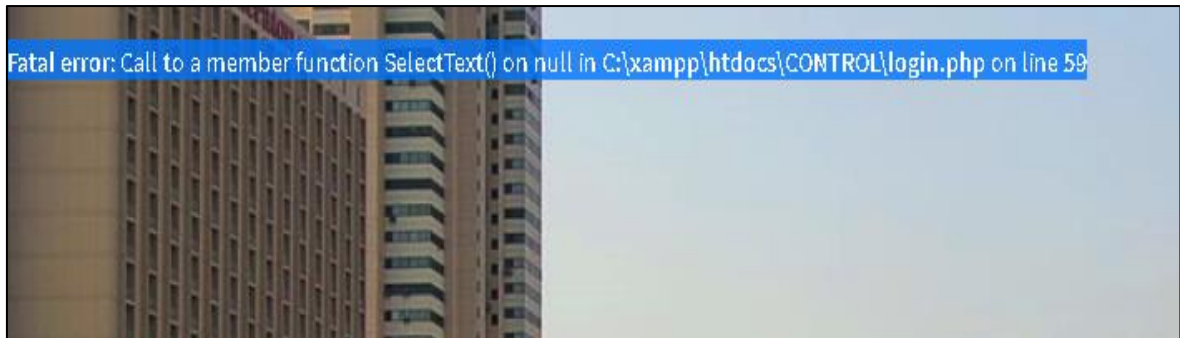 Fatal error: Call to a member function SelectText() on null in C:\xampp\htdocs\CONTROL\login.php on line 59